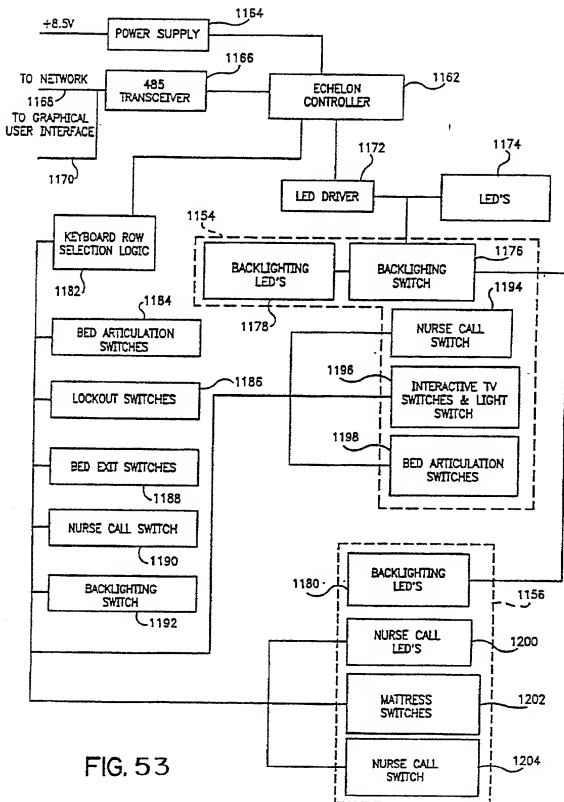 +8.5V
POWER SUPPLY
1164
TO NETWORK
1168
485
TRANSCEIVER
1166
ECHELON
CONTROLLER
1162
TO GRAPHICAL
USER INTERFACE
1170
1172
LED DRIVER
1174
LED'S
KEYBOARD ROW
SELECTION LOGIC
1182
1154
BACKLIGHTING
LED'S
1178
BACKLIGHING
SWITCH
1176
1184
BED ARTICULATION
SWITCHES
1194
NURSE CALL
SWITCH
LOCKOUT SWITCHES
1186
1196
INTERACTIVE TV
SWITCHES & LIGHT
SWITCH
BED EXIT SWITCHES
1188
1198
BED ARTICULATION
SWITCHES
NURSE CALL SWITCH
1190
BACKLIGHTING
SWITCH
1192
1180
BACKLIGHTING
LED'S
1156
NURSE CALL
LED'S
1200
MATTRESS
SWITCHES
1202
NURSE CALL
SWITCH
1204
FIG. 53